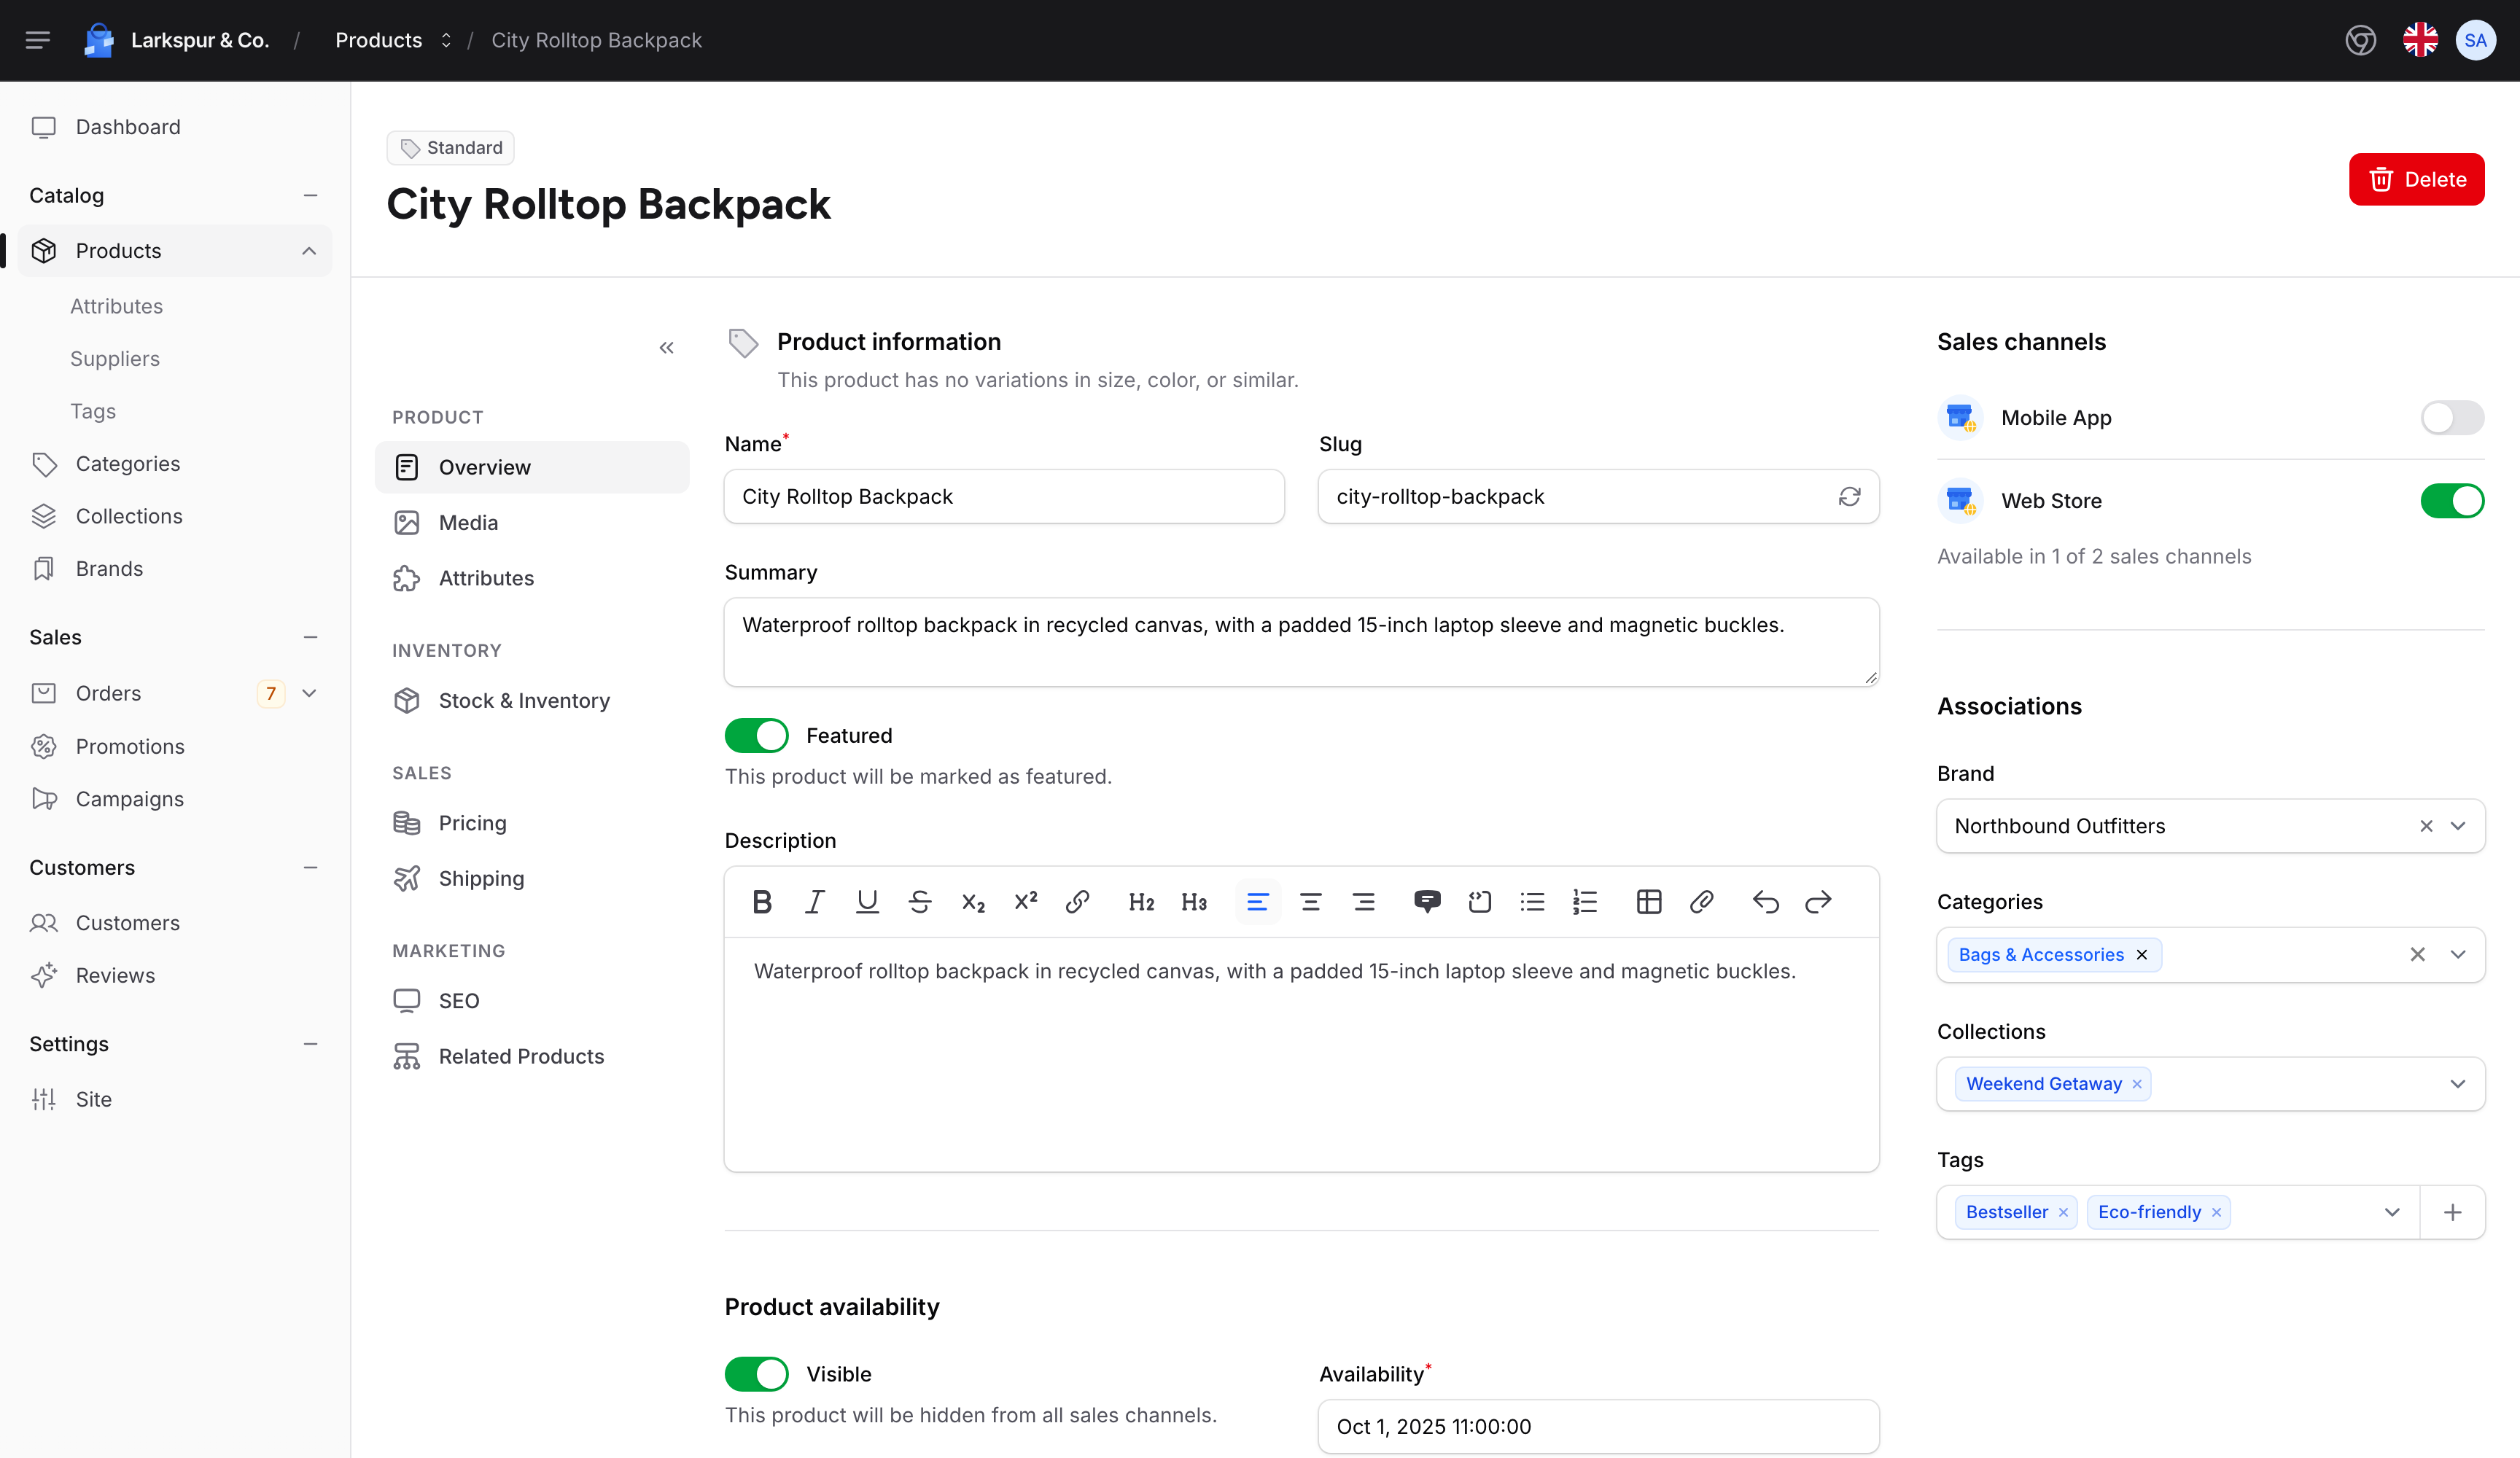 Larkspur & Co. / Products / City Rolltop Backpack
SA
Dashboard
Catalog
Products
Attributes
Suppliers
Tags
Categories
Collections
Brands
Sales
Orders 7
Promotions
Campaigns
Customers
Customers
Reviews
Settings
Site
Standard
City Rolltop Backpack
Delete
PRODUCT
Overview
Media
Attributes
INVENTORY
Stock & Inventory
SALES
Pricing
Shipping
MARKETING
SEO
Related Products
Product information
This product has no variations in size, color, or similar.
Name*
City Rolltop Backpack
Slug
city-rolltop-backpack
Summary
Waterproof rolltop backpack in recycled canvas, with a padded 15-inch laptop sleeve and magnetic buckles.
Featured
This product will be marked as featured.
Description
B I U S X2 X2 H2 H3
Waterproof rolltop backpack in recycled canvas, with a padded 15-inch laptop sleeve and magnetic buckles.
Product availability
Visible
This product will be hidden from all sales channels.
Availability*
Oct 1, 2025 11:00:00
Sales channels
Mobile App
Web Store
Available in 1 of 2 sales channels
Associations
Brand
Northbound Outfitters
Categories
Bags & Accessories
Collections
Weekend Getaway
Tags
Bestseller Eco-friendly